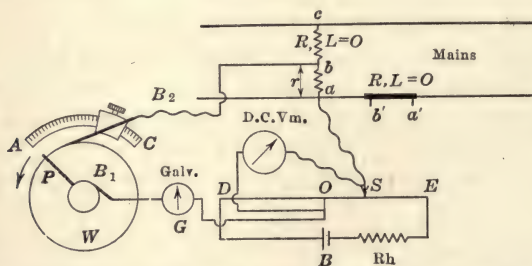 c
R, L=O
Mains
b
r
a
R, L=O
b' a'
B₂
D.C.Vm.
A
C
P
B₁
Galv.
D O S E
W
G
B
Rh